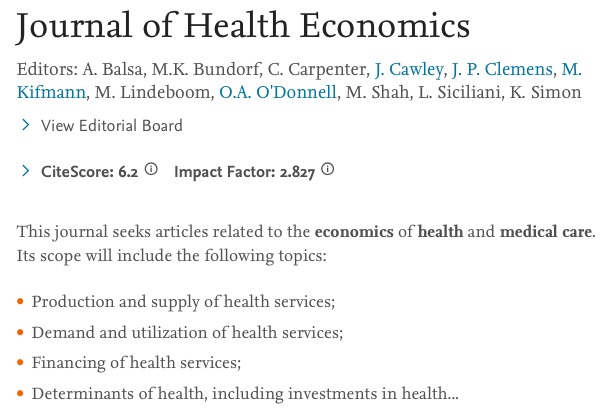 Journal of Health Economics
Editors: A. Balsa, M.K. Bundorf, C. Carpenter, J. Cawley, J. P. Clemens, M.
Kifmann, M. Lindeboom, O.A. O'Donnell, M. Shah, L. Siciliani, K. Simon
View Editorial Board
CiteScore: 6.2 Impact Factor: 2.827
This journal seeks articles related to the economics of health and medical care.
Its scope will include the following topics:
• Production and supply of health services;
• Demand and utilization of health services;
• Financing of health services;
• Determinants of health, including investments in health...